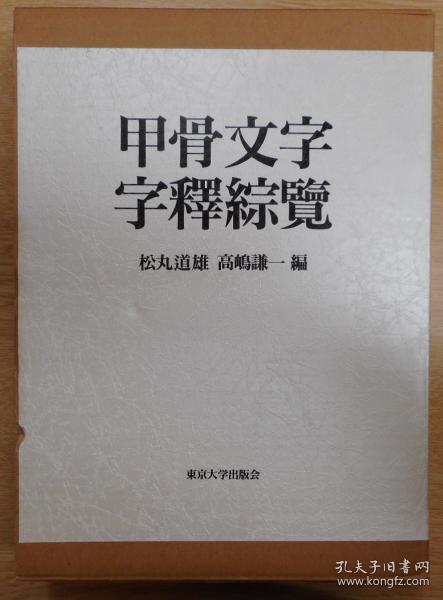 甲骨文字
字釋綜覽
松丸道雄 高嶋謙一 編
東京大学出版会
孔夫子旧书网
www.kongfz.com